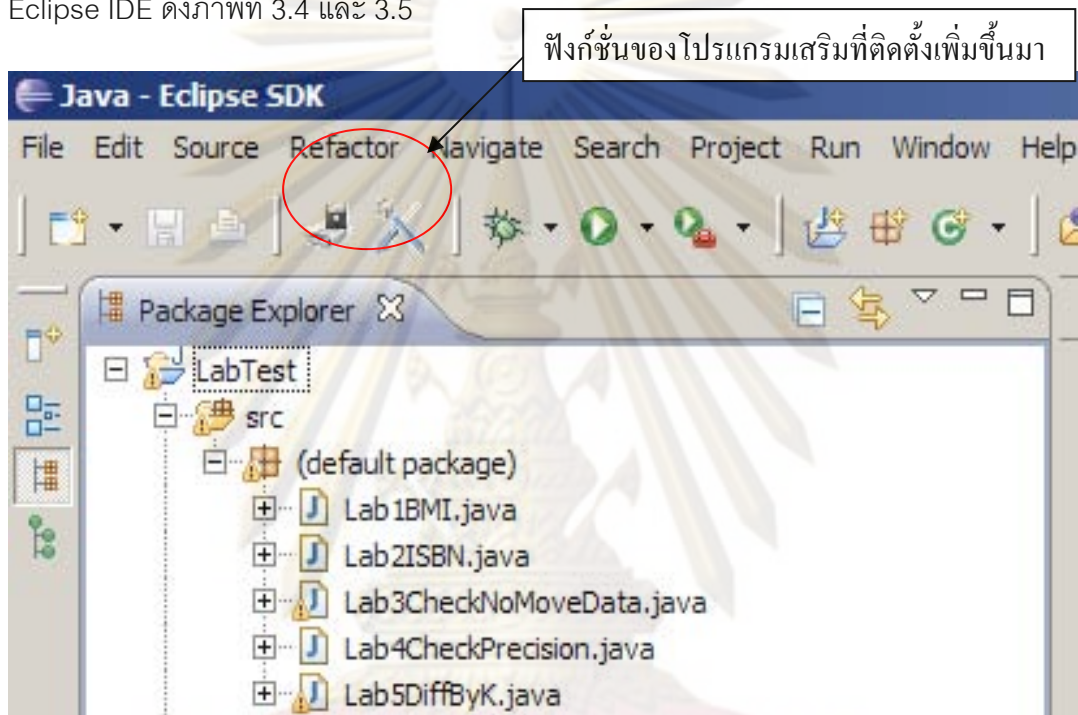 Eclipse IDE ดังภาพที่ 3.4 และ 3.5
ฟังก์ชั่นของโปรแกรมเสริมที่ติดตั้งเพิ่มขึ้นมา
Java - Eclipse SDK
File Edit Source Refactor Navigate Search Project Run Window Help
Package Explorer
LabTest
src
(default package)
Lab1BMI.java
Lab2ISBN.java
Lab3CheckNoMoveData.java
Lab4CheckPrecision.java
Lab5DiffByK.java